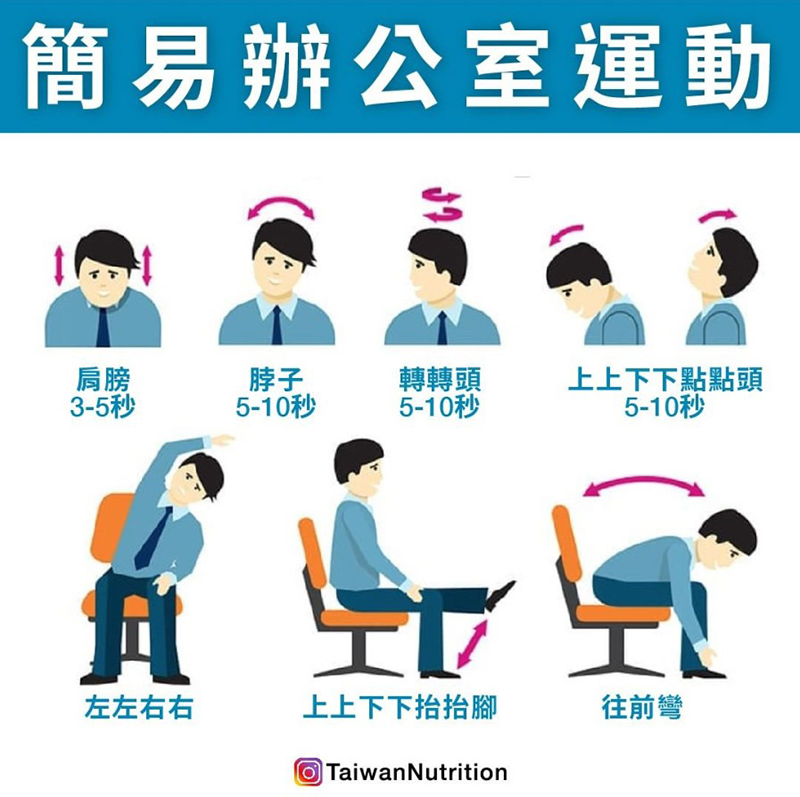 簡易辦公室運動
肩膀
3-5秒
脖子
5-10秒
轉轉頭
5-10秒
上上下下點點頭
5-10秒
左左右右
上上下下抬抬腳
往前彎
TaiwanNutrition